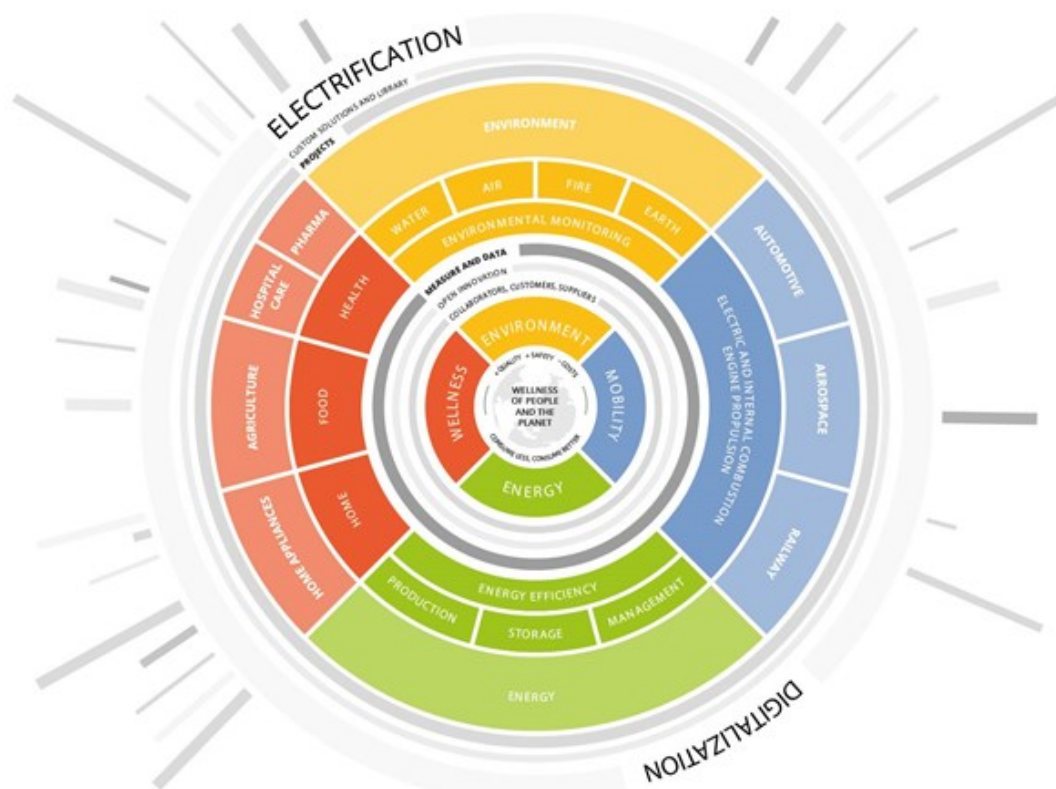 ELECTRIFICATION
CUSTOM SOLUTIONS AND LIBRARY
PROJECTS
ENVIRONMENT
WATER
AIR
FIRE
EARTH
ENVIRONMENTAL MONITORING
PHARMA
HOSPITAL
CARE
HEALTH
AGRICULTURE
FOOD
HOME APPLIANCES
HOME
MEASURE AND DATA
OPEN INNOVATION
COLLABORATORS, CUSTOMERS, SUPPLIERS
ENVIRONMENT
WELLNESS
MOBILITY
ENERGY
+ QUALITY + SAFETY - COSTS
WELLNESS
OF PEOPLE
AND THE
PLANET
CONSUME LESS, CONSUME BETTER
ELECTRIC AND INTERNAL COMBUSTION
ENGINE PROPULSION
AUTOMOTIVE
AEROSPACE
RAILWAY
ENERGY EFFICIENCY
PRODUCTION
STORAGE
MANAGEMENT
ENERGY
DIGITALIZATION